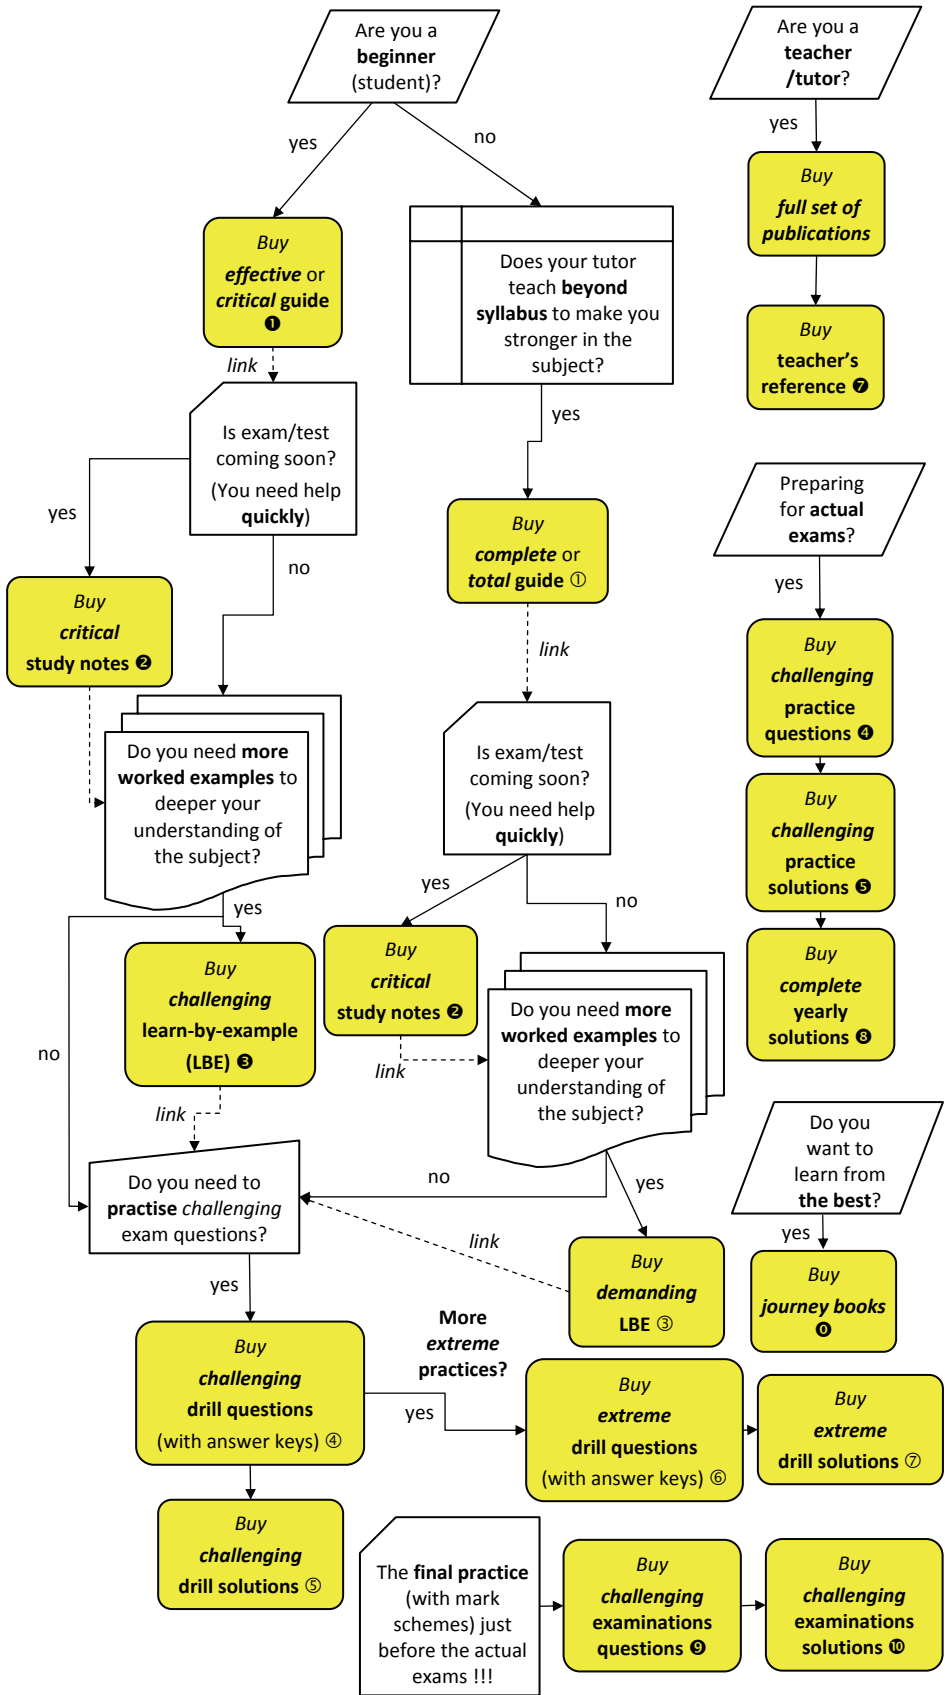 Are you a
beginner
(student)?
yes
no
Buy
effective or
critical guide
❶
link
Does your tutor
teach beyond
syllabus to make you
stronger in the
subject?
yes
Is exam/test
coming soon?
(You need help
quickly)
yes
no
Buy
critical
study notes ❷
Buy
complete or
total guide ①
link
Do you need more
worked examples to
deeper your
understanding of
the subject?
yes
no
Is exam/test
coming soon?
(You need help
quickly)
yes
no
Buy
challenging
learn-by-example
(LBE) ❸
link
Buy
critical
study notes ❷
link
Do you need more
worked examples to
deeper your
understanding of
the subject?
no
yes
Do you need to
practise challenging
exam questions?
yes
link
Buy
demanding
LBE ③
Buy
challenging
drill questions
(with answer keys) ④
More
extreme
practices?
yes
Buy
extreme
drill questions
(with answer keys) ⑥
Buy
extreme
drill solutions ⑦
Buy
challenging
drill solutions ⑤
The final practice
(with mark
schemes) just
before the actual
exams !!!
Buy
challenging
examinations
questions ❾
Buy
challenging
examinations
solutions ❿
Are you a
teacher
/tutor?
yes
Buy
full set of
publications
Buy
teacher's
reference ❼
Preparing
for actual
exams?
yes
Buy
challenging
practice
questions ❹
Buy
challenging
practice
solutions ❺
Buy
complete
yearly
solutions ❽
Do you
want to
learn from
the best?
yes
Buy
journey books
⓿